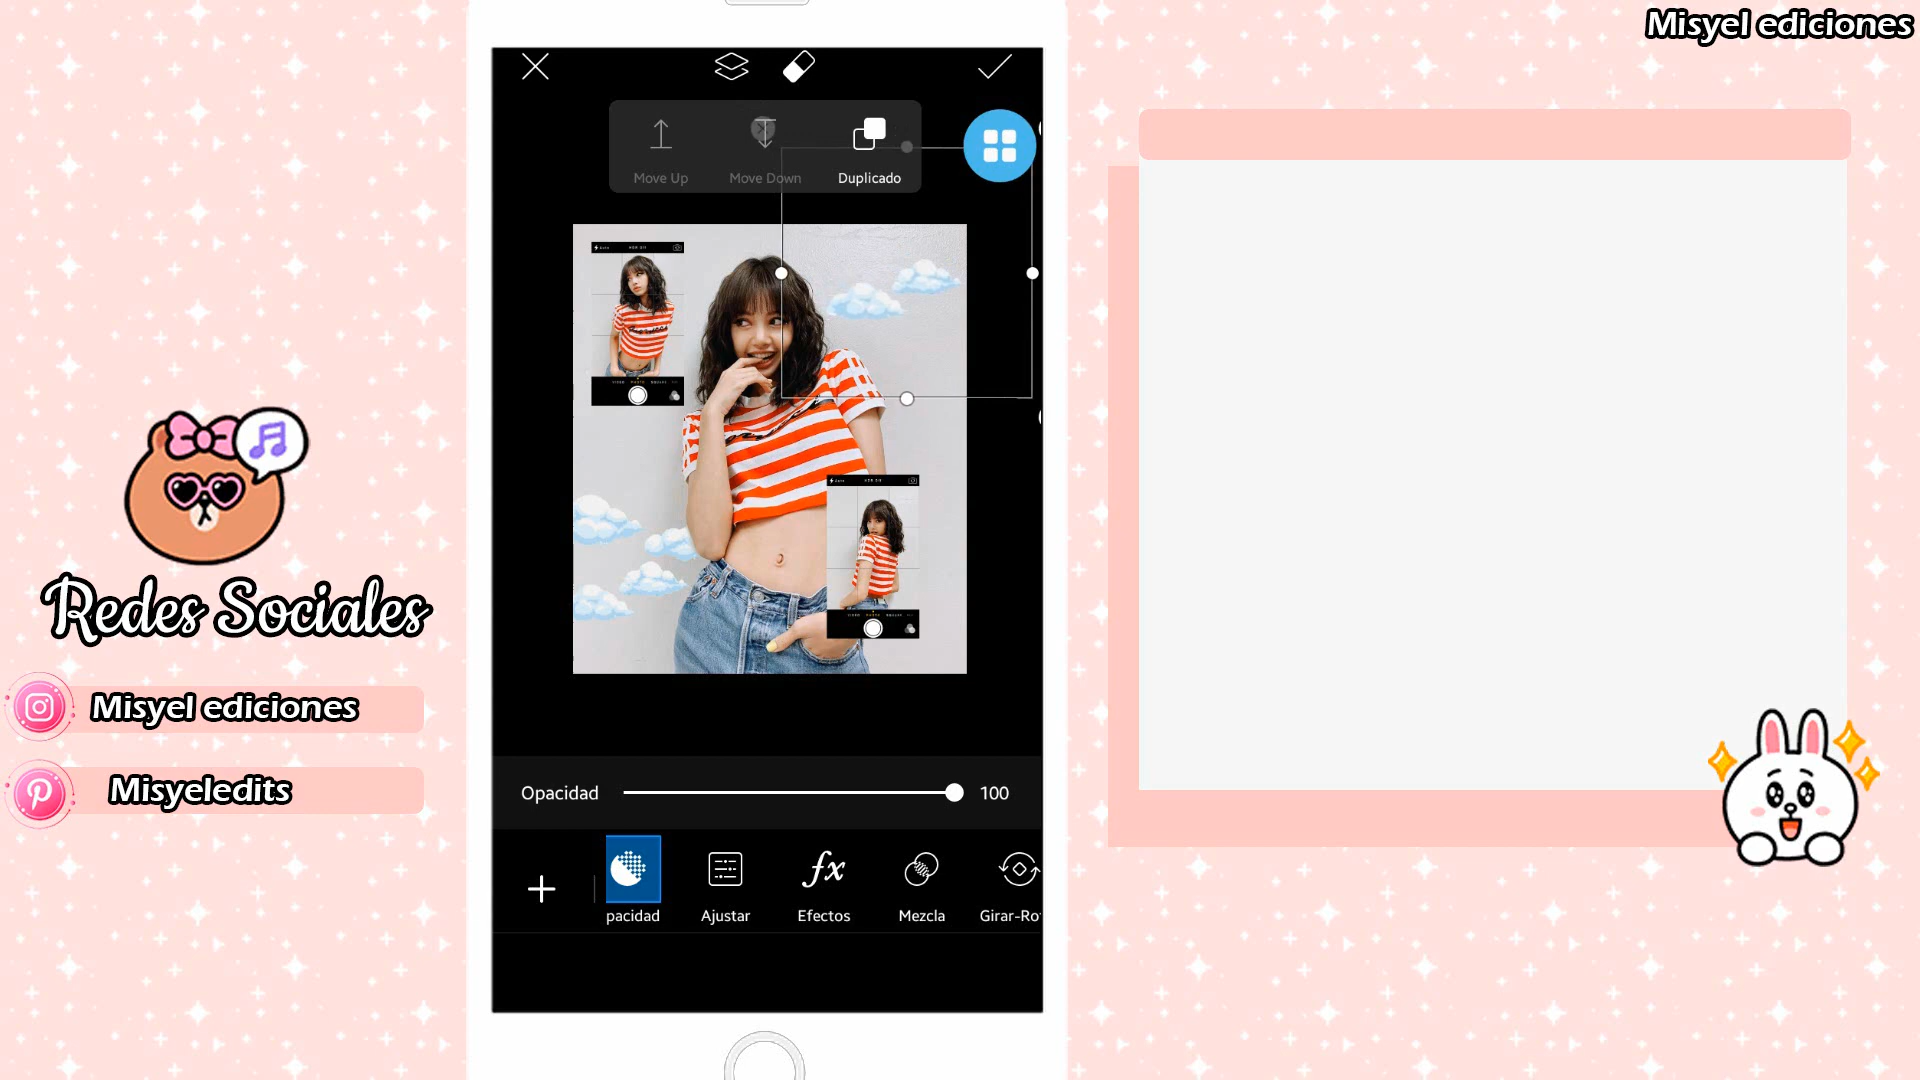 Misyel ediciones
Move Up
Move Down
Duplicado
Redes Sociales
Misyel ediciones
Misyeledits
Opacidad
100
pacidad
Ajustar
Efectos
Mezcla
Girar-Ro